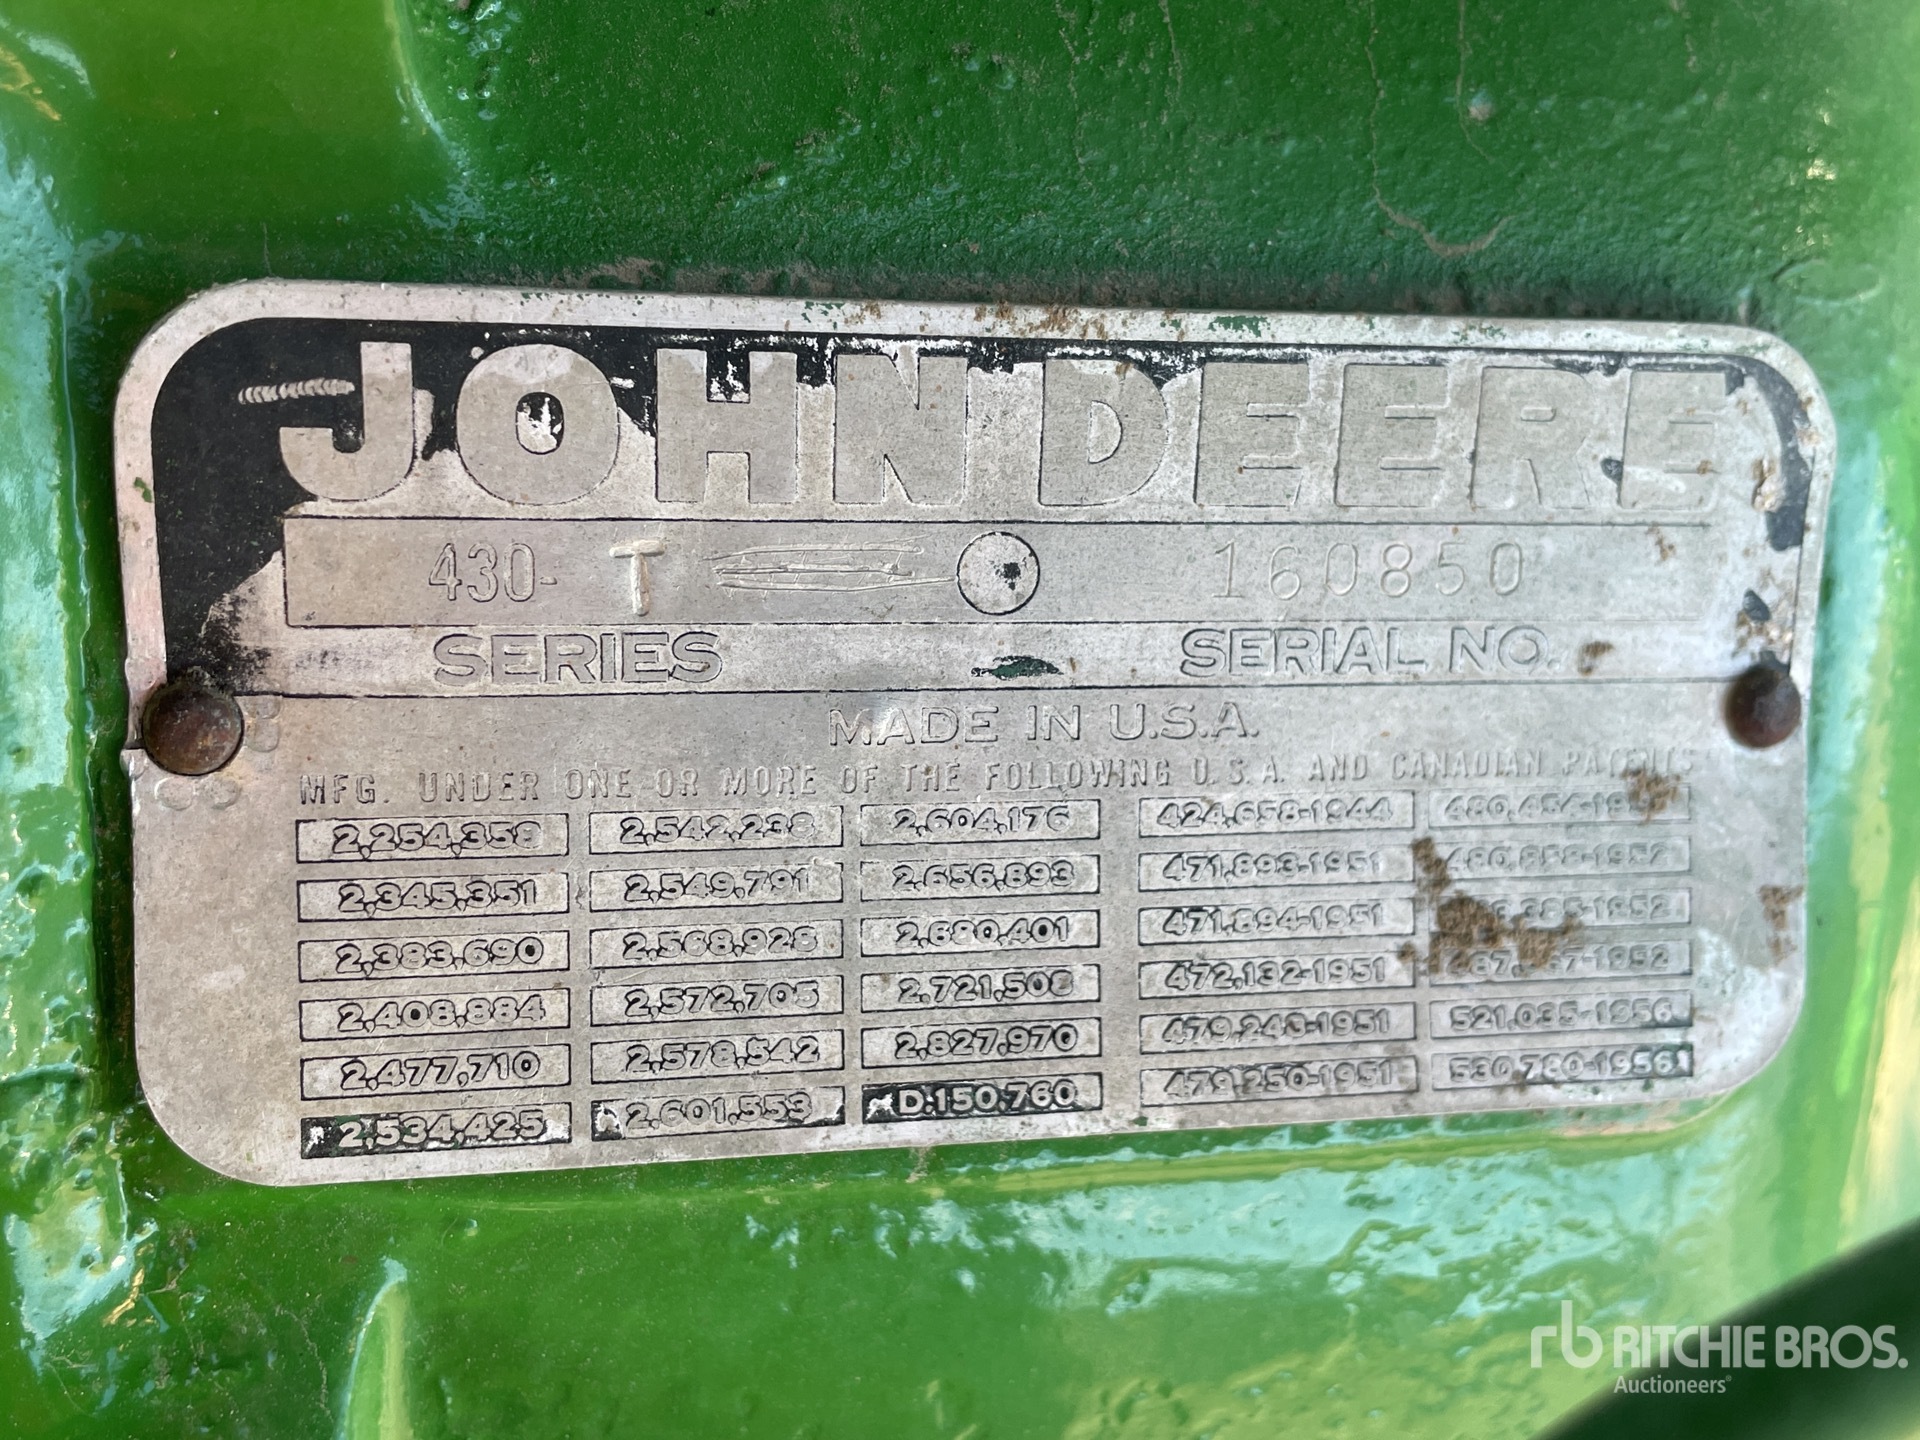 JOHN DEERE
430- T 160850
SERIES SERIAL NO.
MADE IN U.S.A.
MFG. UNDER ONE OR MORE OF THE FOLLOWING U.S.A. AND CANADIAN PATENTS
2,254,358 2,542,238 2,604,176 424,658-1944
2,345,351 2,549,791 2,656,893 471,893-1951 480,858-1952
2,383,690 2,568,928 2,680,401 471,894-1951
2,408,884 2,572,705 2,721,508 472,132-1951
2,477,710 2,578,542 2,827,970 479,243-1951 521,035-1956
2,534,425 2,601,553 D.150,760 479,250-1951 530,780-1956
rb RITCHIE BROS.
Auctioneers